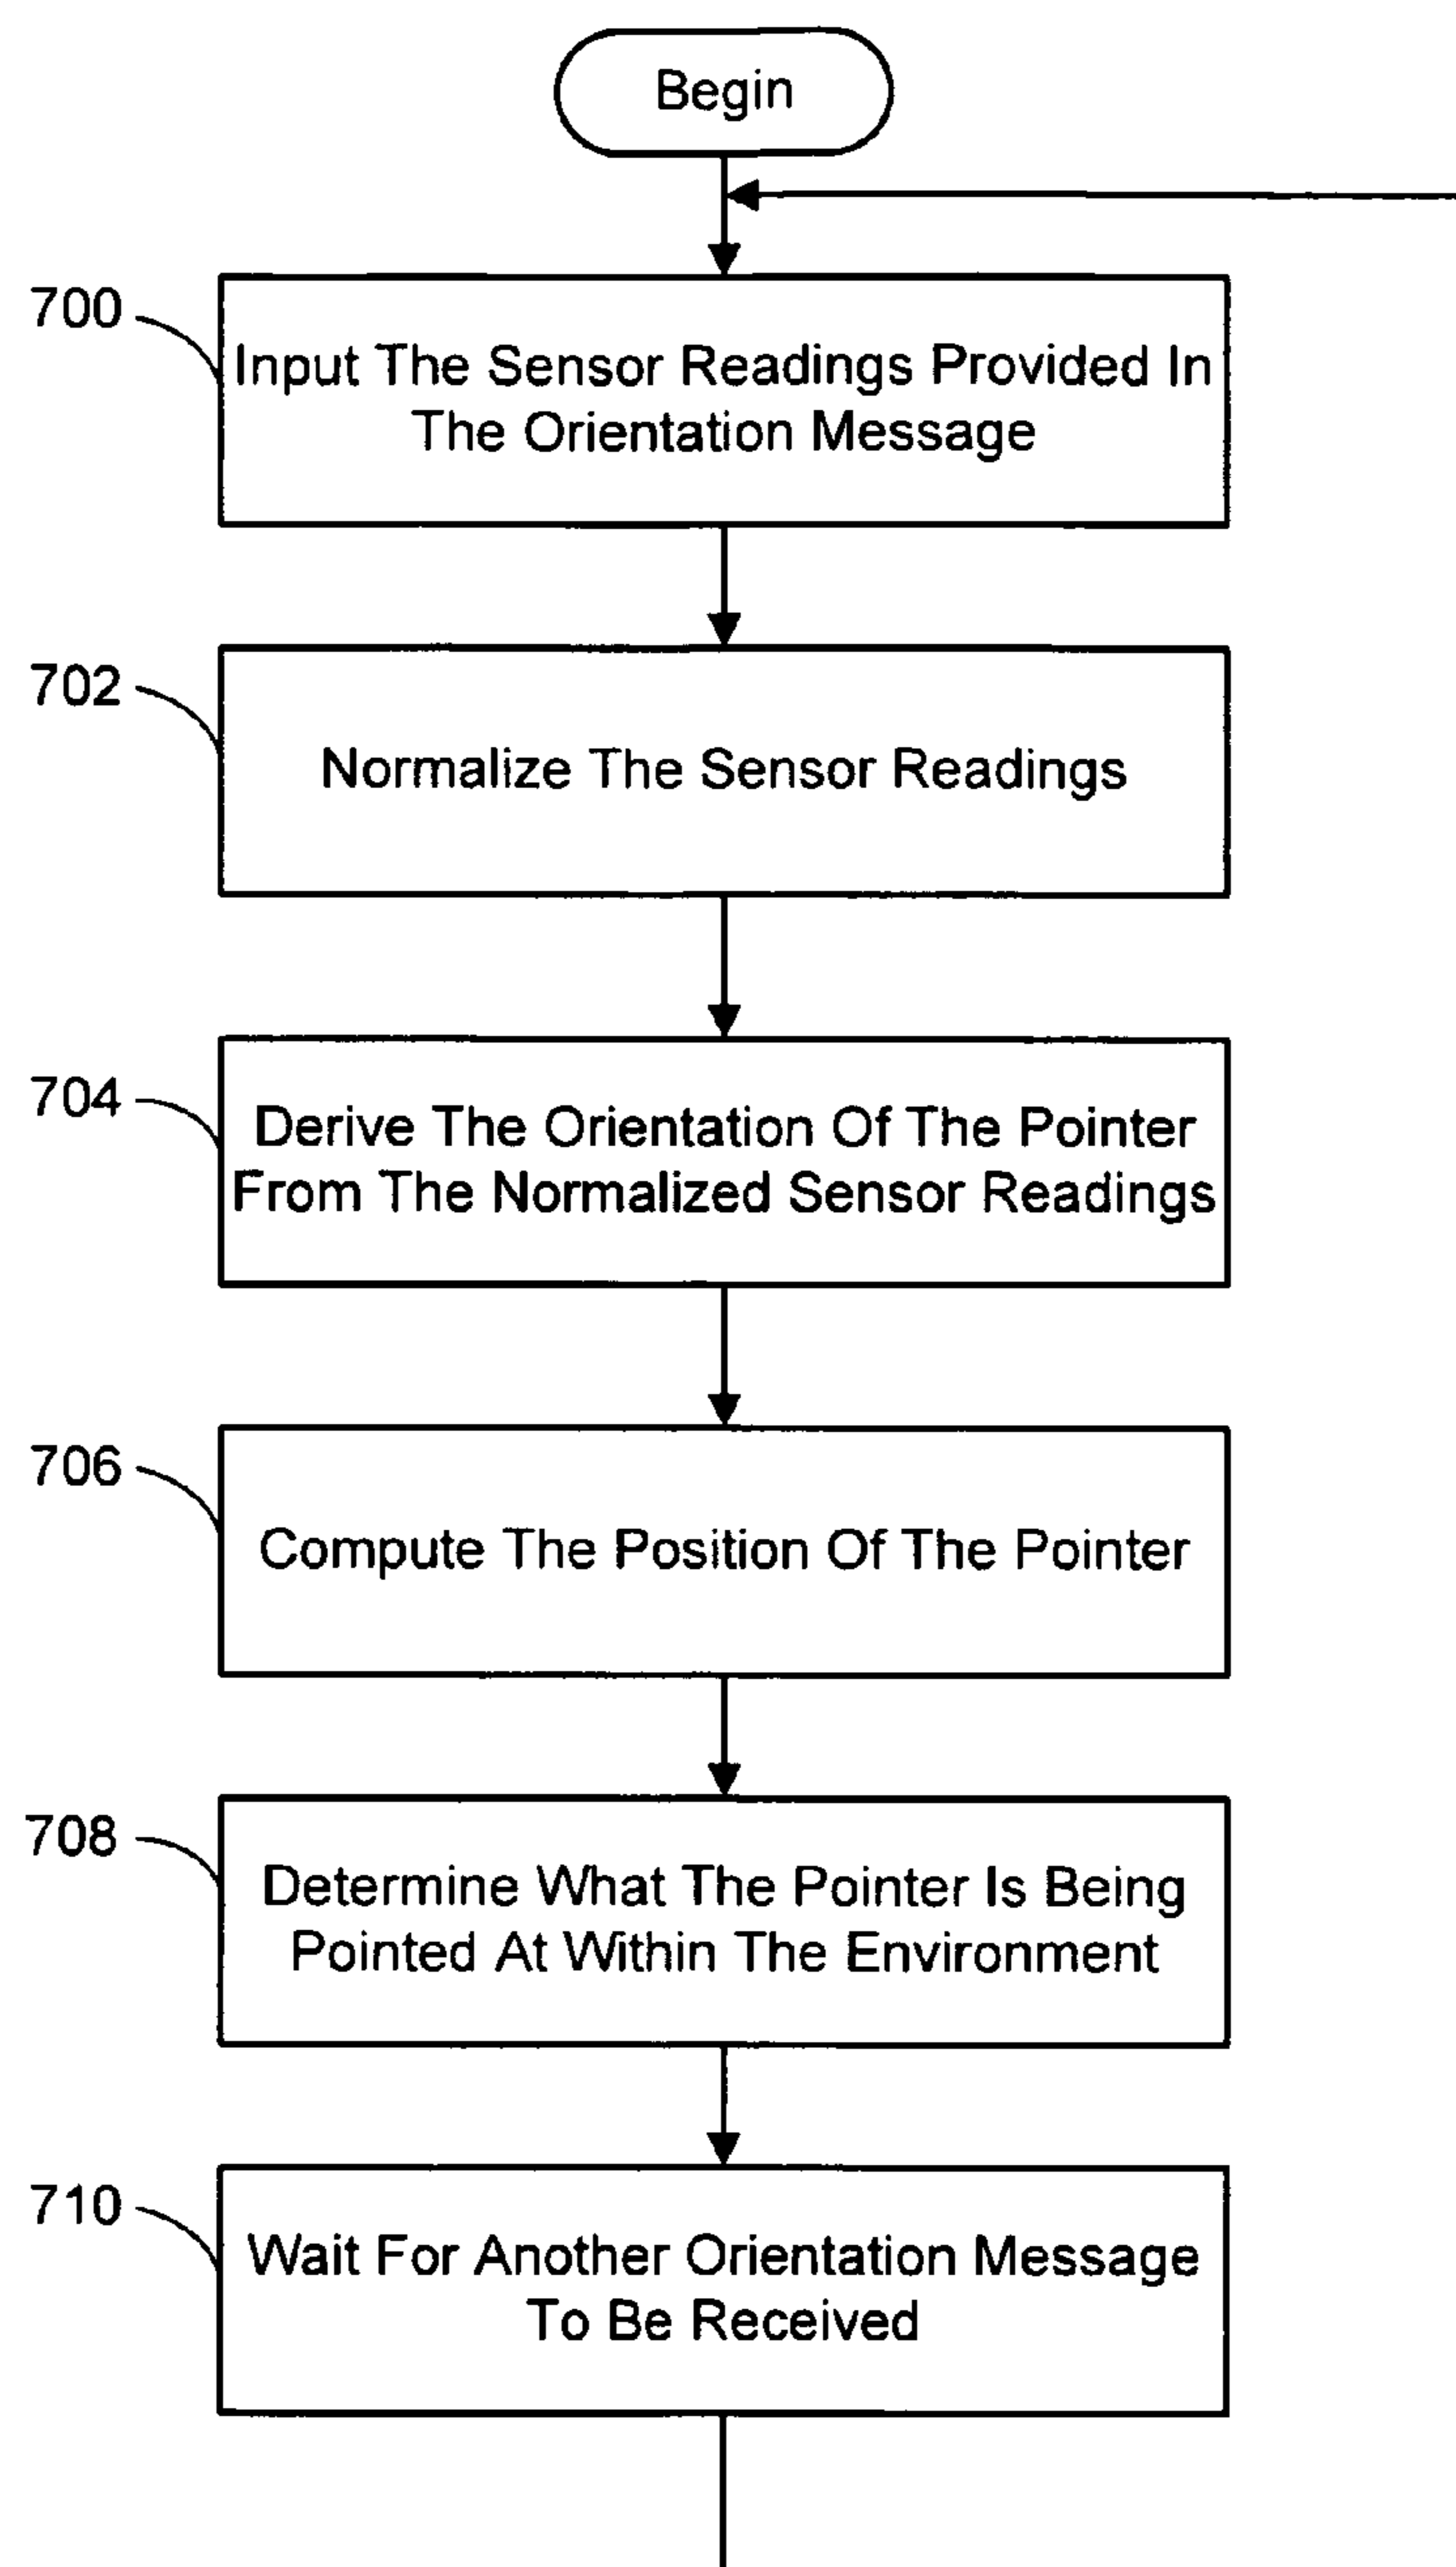 Begin
700
Input The Sensor Readings Provided In
The Orientation Message
702
Normalize The Sensor Readings
704
Derive The Orientation Of The Pointer
From The Normalized Sensor Readings
706
Compute The Position Of The Pointer
708
Determine What The Pointer Is Being
Pointed At Within The Environment
710
Wait For Another Orientation Message
To Be Received